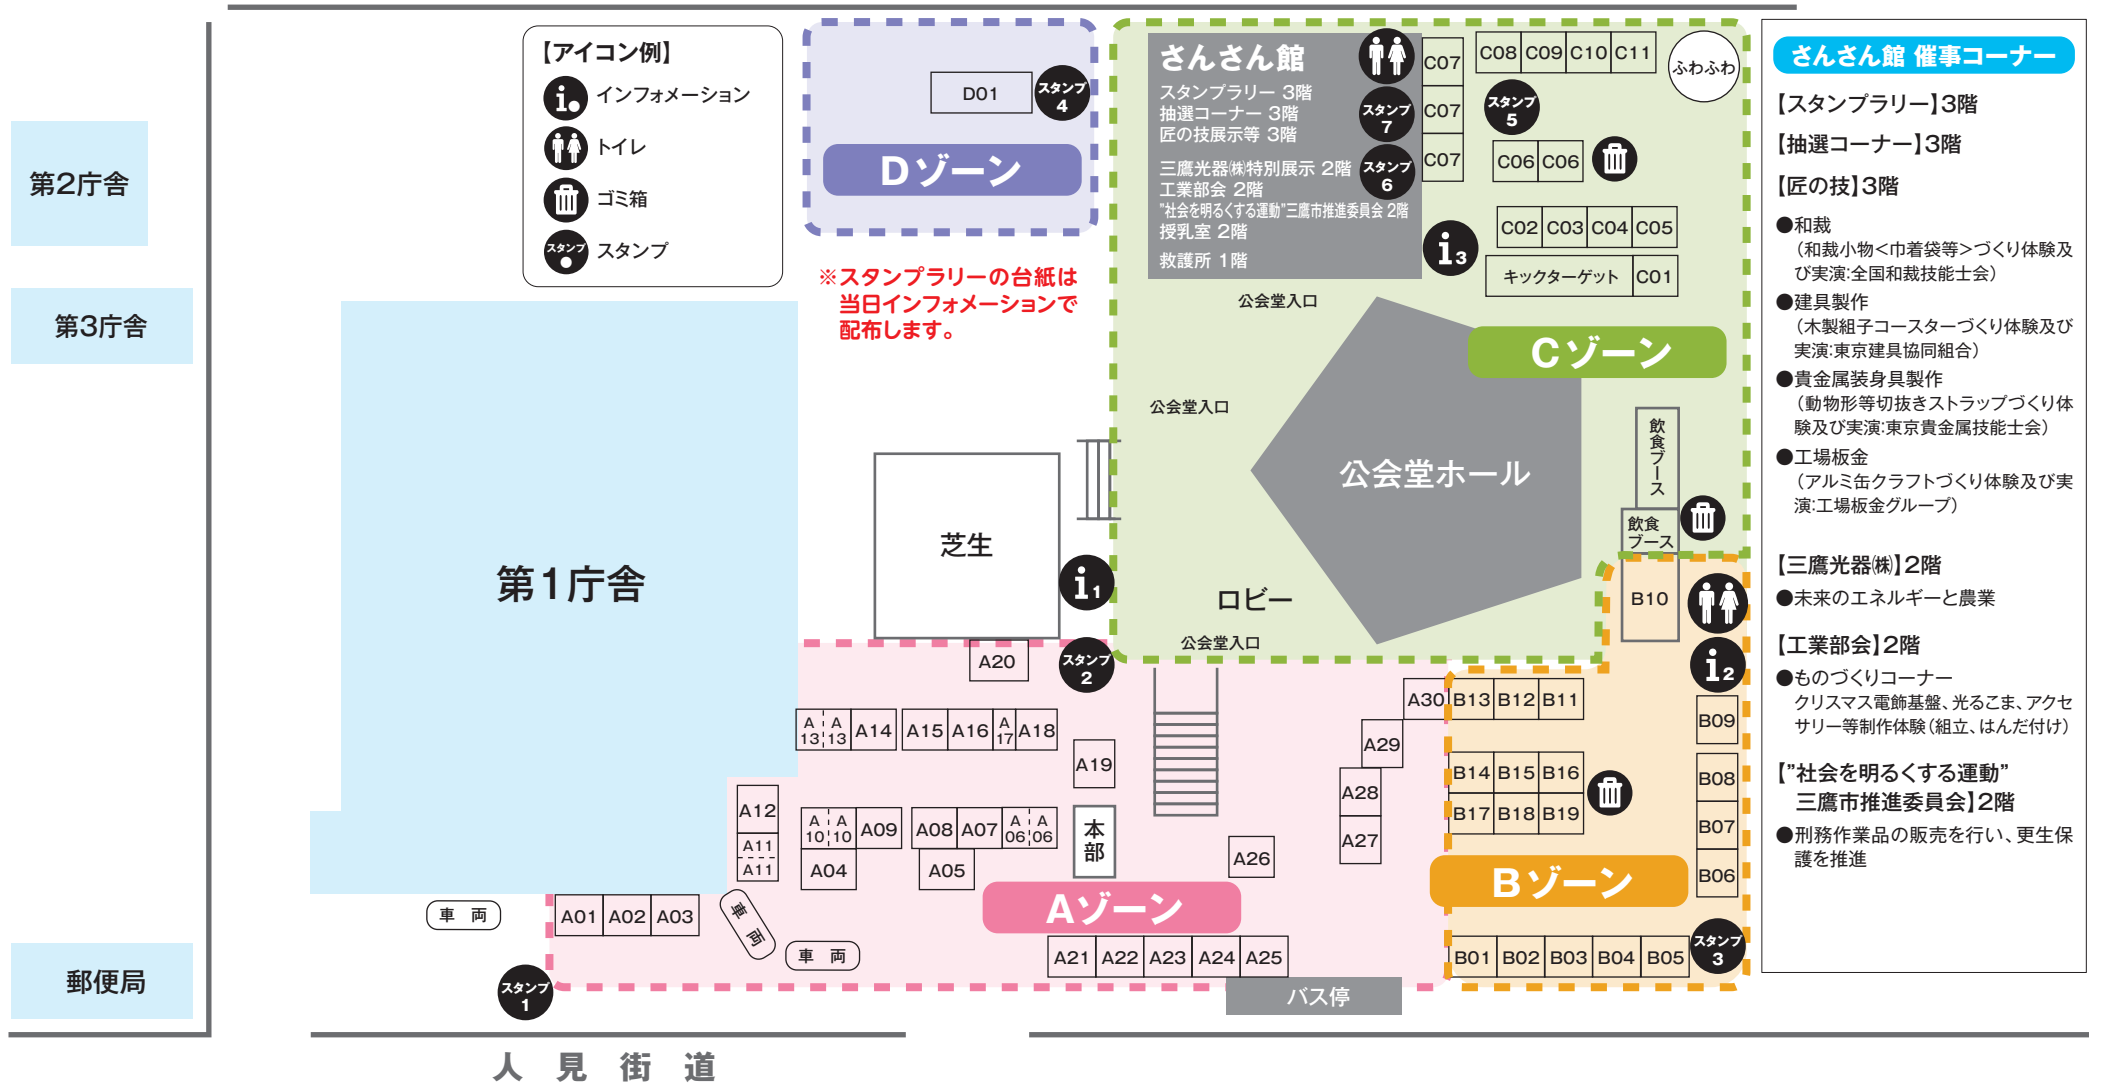 【アイコン例】
インフォメーション
トイレ
ゴミ箱
スタンプ
スタンプ
第2庁舎
第3庁舎
第1庁舎
郵便局
人見街道
D01
スタンプ
4
Dゾーン
※スタンプラリーの台紙は
当日インフォメーションで
配布します。
さんさん館
スタンプラリー 3階
抽選コーナー 3階
匠の技展示等 3階
三鷹光器㈱特別展示 2階
工業部会 2階
"社会を明るくする運動"三鷹市推進委員会 2階
授乳室 2階
救護所 1階
スタンプ
7
スタンプ
6
C07
C07
C07
C08 C09 C10 C11
ふわふわ
スタンプ
5
C06 C06
C02 C03 C04 C05
i3
キックターゲット C01
公会堂入口
Cゾーン
公会堂入口
公会堂ホール
飲食ブース
飲食
ブース
芝生
i1
ロビー
公会堂入口
B10
i2
A20
スタンプ
2
A30 B13 B12 B11
B09
A
13
A
13
A14 A15 A16
A
17
A18
A29
A19
B14 B15 B16
B08
A28
A12
B17 B18 B19
B07
A
10
A
10
A09 A08 A07
A
06
A
06
本部
A27
A11
A11
A04 A05
A26
B06
Bゾーン
Aゾーン
車両
A01 A02 A03
車両
車両
A21 A22 A23 A24 A25
B01 B02 B03 B04 B05
スタンプ
3
スタンプ
1
バス停
さんさん館 催事コーナー
【スタンプラリー】3階
【抽選コーナー】3階
【匠の技】3階
●和裁
（和裁小物<巾着袋等>づくり体験及
び実演:全国和裁技能士会）
●建具製作
（木製組子コースターづくり体験及び
実演:東京建具協同組合）
●貴金属装身具製作
（動物形等切抜きストラップづくり体
験及び実演:東京貴金属技能士会）
●工場板金
（アルミ缶クラフトづくり体験及び実
演:工場板金グループ）
【三鷹光器㈱】2階
●未来のエネルギーと農業
【工業部会】2階
●ものづくりコーナー
クリスマス電飾基盤、光るこま、アクセ
サリー等制作体験（組立、はんだ付け）
【"社会を明るくする運動"
三鷹市推進委員会】2階
●刑務作業品の販売を行い、更生保
護を推進